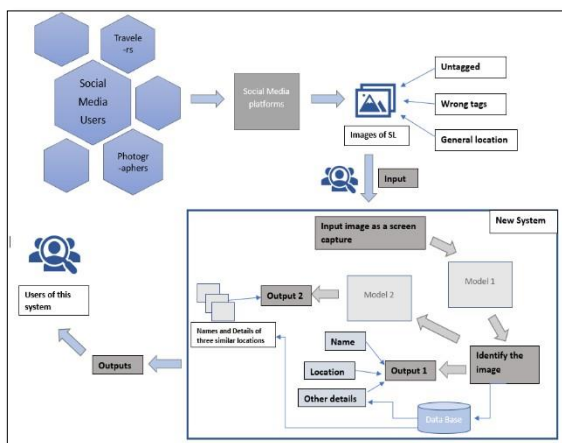 Travele
-rs
Social
Media
Users
Photogr
-aphers
Social Media
platforms
Images of SL
Untagged
Wrong tags
General location
Input
New System
Input image as a screen
capture
Model 1
Model 2
Output 2
Names and Details of
three similar locations
Users of this
system
Outputs
Name
Location
Other details
Output 1
Identify the
image
Data Base